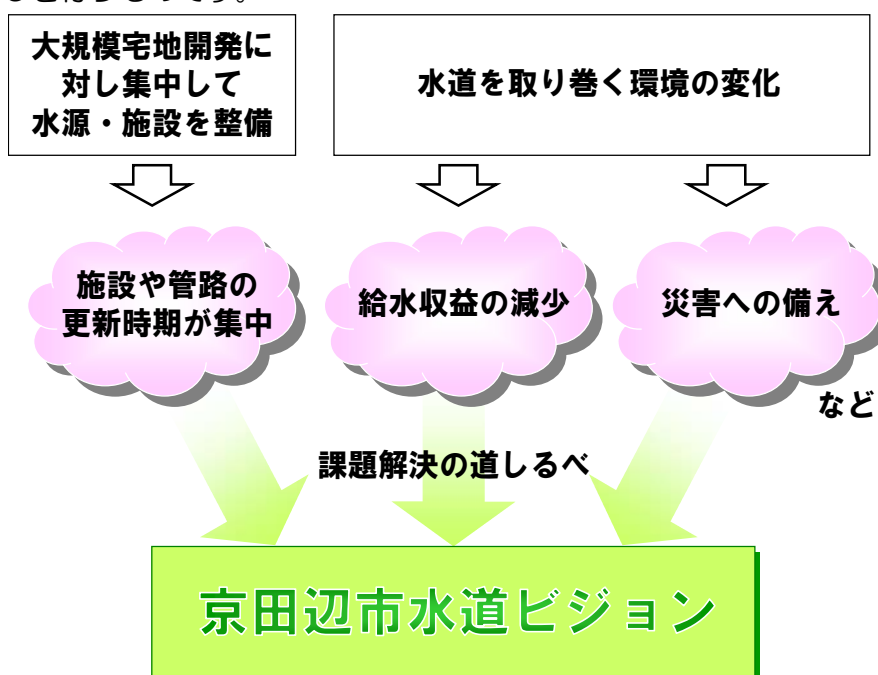 大規模宅地開発に
対し集中して
水源・施設を整備
水道を取り巻く環境の変化
施設や管路の
更新時期が集中
給水収益の減少
災害への備え
など
課題解決の道しるべ
京田辺市水道ビジョン